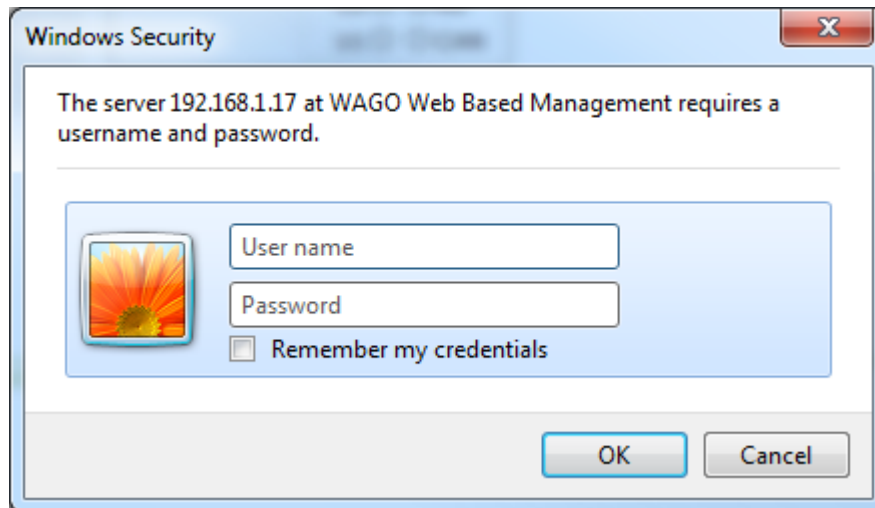 Windows Security
The server 192.168.1.17 at WAGO Web Based Management requires a
username and password.
User name
Password
Remember my credentials
OK
Cancel